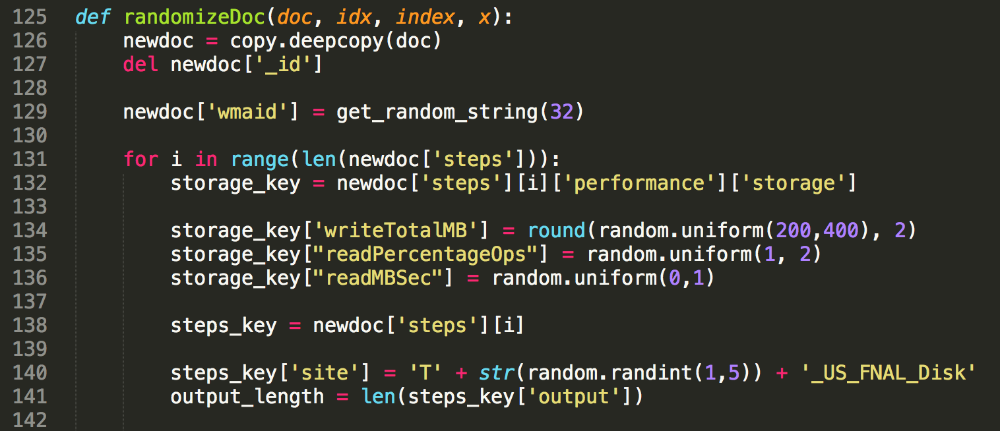 125 def randomizeDoc(doc, idx, index, x):
126     newdoc = copy.deepcopy(doc)
127     del newdoc['_id']
128
129     newdoc['wmaid'] = get_random_string(32)
130
131     for i in range(len(newdoc['steps'])):
132         storage_key = newdoc['steps'][i]['performance']['storage']
133
134         storage_key['writeTotalMB'] = round(random.uniform(200,400), 2)
135         storage_key["readPercentageOps"] = random.uniform(1, 2)
136         storage_key["readMBSec"] = random.uniform(0,1)
137
138         steps_key = newdoc['steps'][i]
139
140         steps_key['site'] = 'T' + str(random.randint(1,5)) + '_US_FNAL_Disk'
141         output_length = len(steps_key['output'])
142